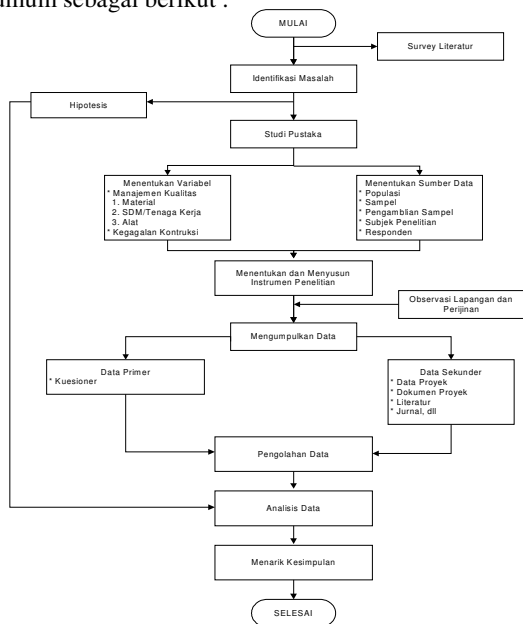 umum sebagai berikut :
MULAI
Survey Literatur
Identifikasi Masalah
Hipotesis
Studi Pustaka
Menentukan Variabel
* Manajemen Kualitas
1. Material
2. SDM/Tenaga Kerja
3. Alat
* Kegagalan Kontruksi
Menentukan Sumber Data
* Populasi
* Sampel
* Pengamblian Sampel
* Subjek Penelitian
* Responden
Menentukan dan Menyusun
Instrumen Penelitian
Observasi Lapangan dan
Perijinan
Mengumpulkan Data
Data Primer
* Kuesioner
Data Sekunder
* Data Proyek
* Dokumen Proyek
* Literatur
* Jurnal, dll
Pengolahan Data
Analisis Data
Menarik Kesimpulan
SELESAI